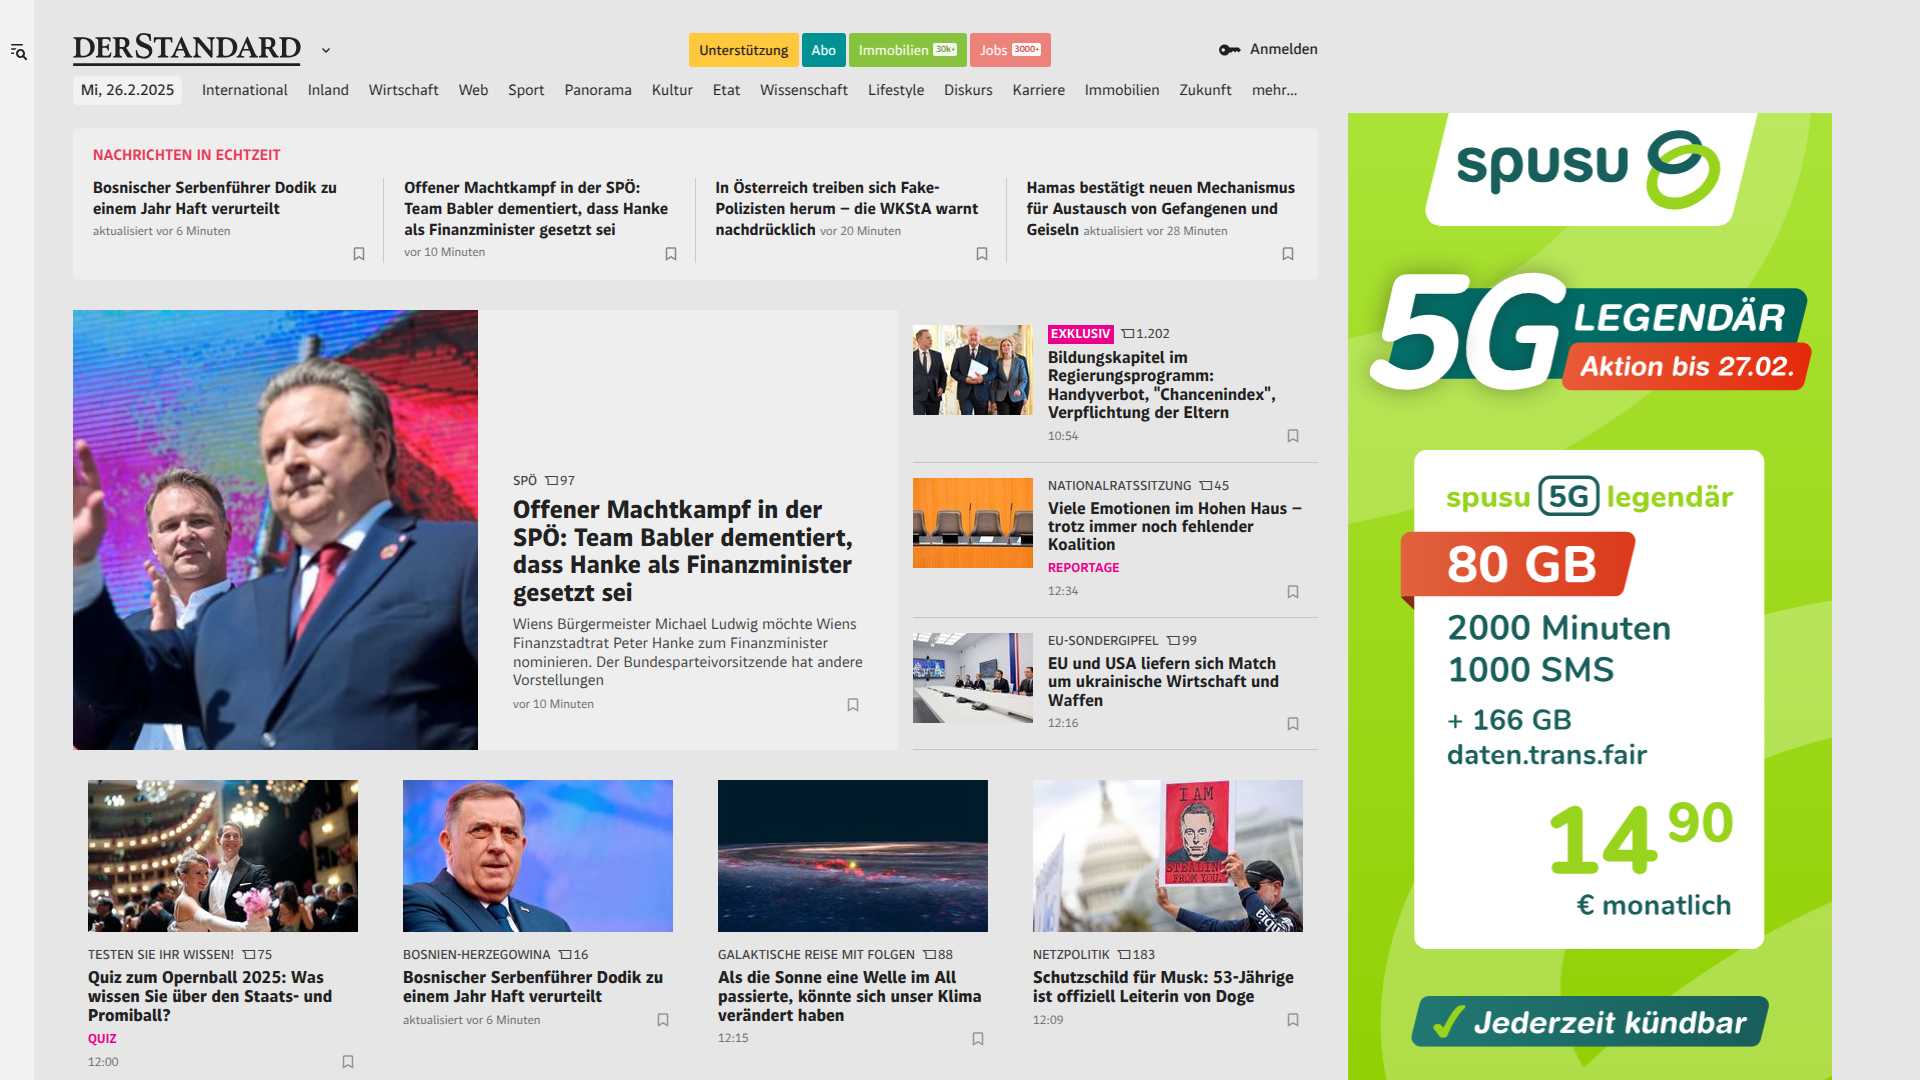 DERSTANDARD
Unterstützung
Abo
Immobilien 30k+
Jobs 3000+
Anmelden
Mi, 26.2.2025
International
Inland
Wirtschaft
Web
Sport
Panorama
Kultur
Etat
Wissenschaft
Lifestyle
Diskurs
Karriere
Immobilien
Zukunft
mehr...
NACHRICHTEN IN ECHTZEIT
Bosnischer Serbenführer Dodik zu
einem Jahr Haft verurteilt
aktualisiert vor 6 Minuten
Offener Machtkampf in der SPÖ:
Team Babler dementiert, dass Hanke
als Finanzminister gesetzt sei
vor 10 Minuten
In Österreich treiben sich Fake-
Polizisten herum – die WKStA warnt
nachdrücklich vor 20 Minuten
Hamas bestätigt neuen Mechanismus
für Austausch von Gefangenen und
Geiseln aktualisiert vor 28 Minuten
SPÖ 97
Offener Machtkampf in der
SPÖ: Team Babler dementiert,
dass Hanke als Finanzminister
gesetzt sei
Wiens Bürgermeister Michael Ludwig möchte Wiens
Finanzstadtrat Peter Hanke zum Finanzminister
nominieren. Der Bundesparteivorsitzende hat andere
Vorstellungen
vor 10 Minuten
EXKLUSIV 1.202
Bildungskapitel im
Regierungsprogramm:
Handyverbot, "Chancenindex",
Verpflichtung der Eltern
10:54
NATIONALRATSSITZUNG 45
Viele Emotionen im Hohen Haus –
trotz immer noch fehlender
Koalition
REPORTAGE
12:34
EU-SONDERGIPFEL 99
EU und USA liefern sich Match
um ukrainische Wirtschaft und
Waffen
12:16
TESTEN SIE IHR WISSEN! 75
Quiz zum Opernball 2025: Was
wissen Sie über den Staats- und
Promiball?
QUIZ
12:00
BOSNIEN-HERZEGOWINA 16
Bosnischer Serbenführer Dodik zu
einem Jahr Haft verurteilt
aktualisiert vor 6 Minuten
GALAKTISCHE REISE MIT FOLGEN 88
Als die Sonne eine Welle im All
passierte, könnte sich unser Klima
verändert haben
12:15
I AM
STEALING
FROM YOU.
NETZPOLITIK 183
Schutzschild für Musk: 53-Jährige
ist offiziell Leiterin von Doge
12:09
spusu
5G LEGENDÄR
Aktion bis 27.02.
spusu 5G legendär
80 GB
2000 Minuten
1000 SMS
+ 166 GB
daten.trans.fair
14 90
€ monatlich
Jederzeit kündbar